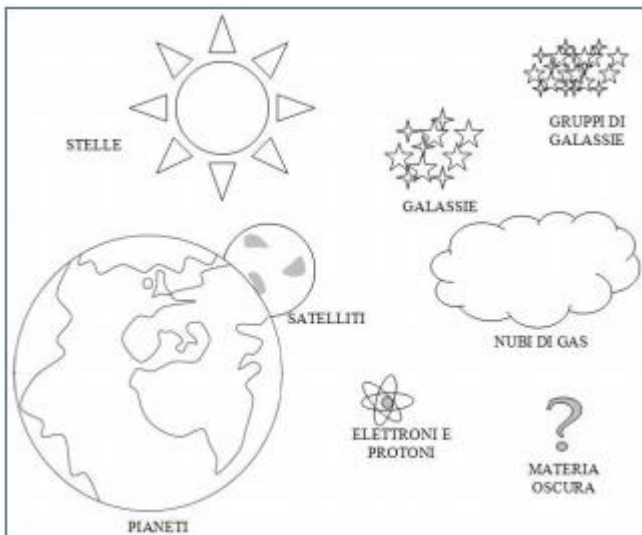 STELLE
GRUPPI DI
GALASSIE
GALASSIE
SATELLITI
NUBI DI GAS
ELETTRONI E
PROTONI
MATERIA
OSCURA
PIANETI